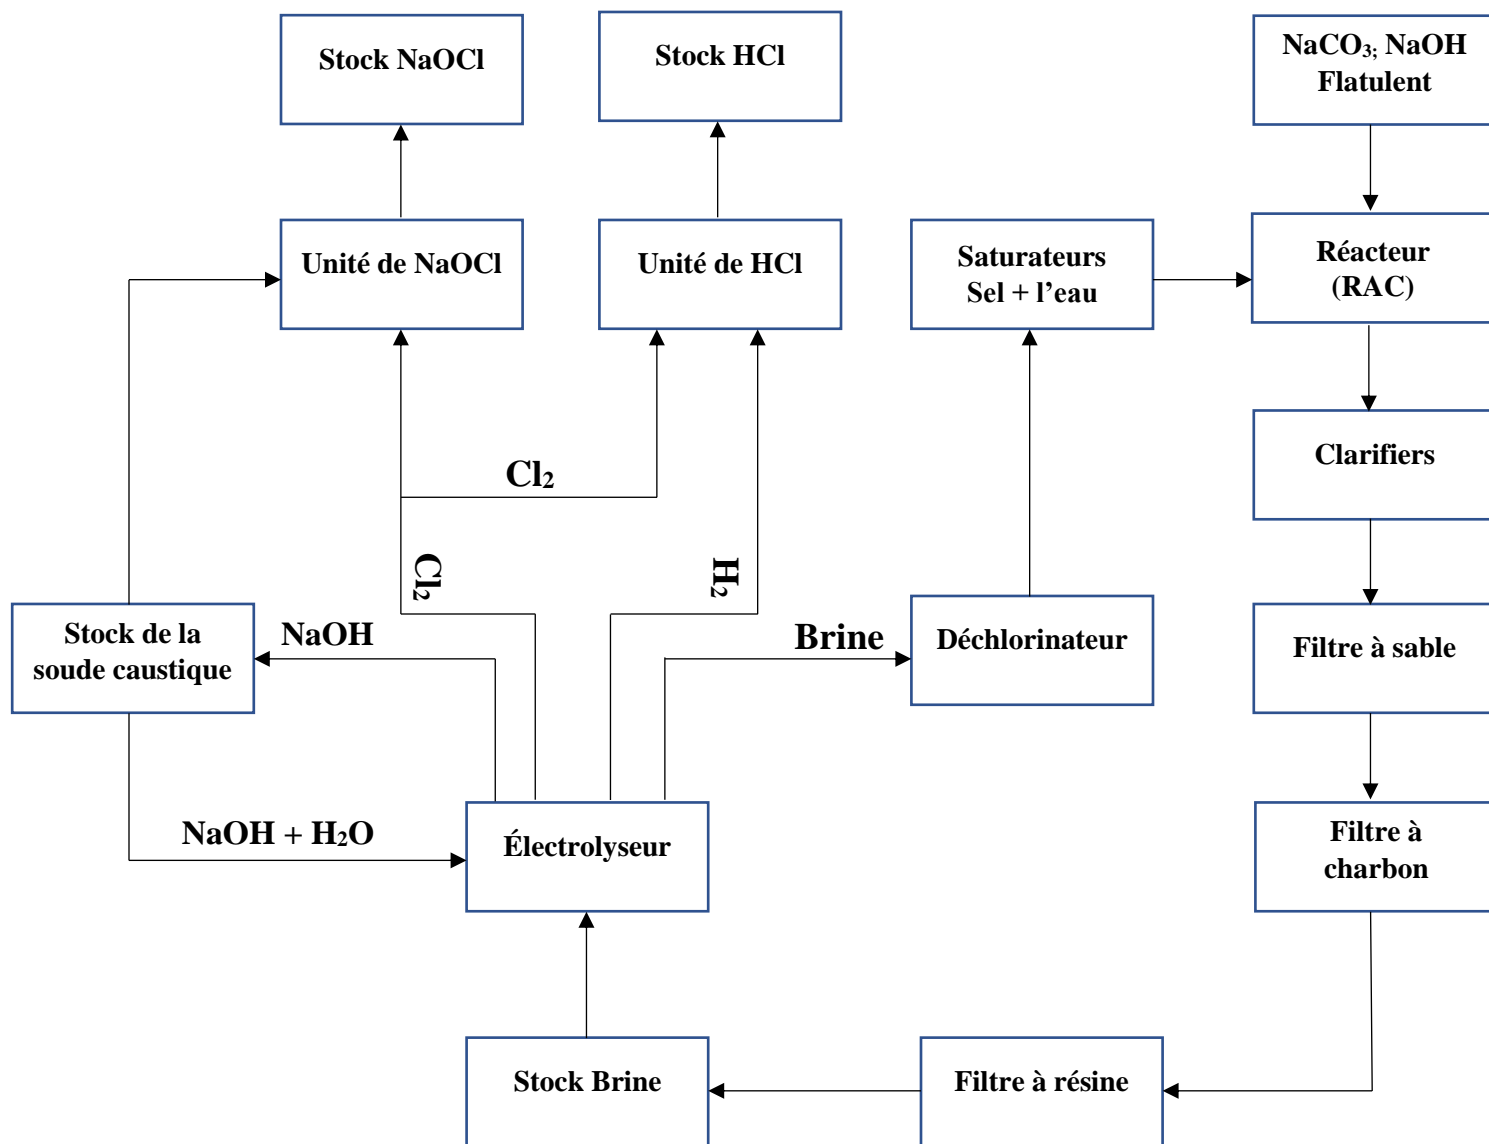 Stock NaOCl
Stock HCl
NaCO₃; NaOH
Flatulent
Unité de NaOCl
Unité de HCl
Saturateurs
Sel + l’eau
Réacteur
(RAC)
Clarifiers
Cl₂
Cl₂
H₂
Stock de la
soude caustique
NaOH
Brine
Déchlorinateur
Filtre à sable
NaOH + H₂O
Électrolyseur
Filtre à
charbon
Stock Brine
Filtre à résine